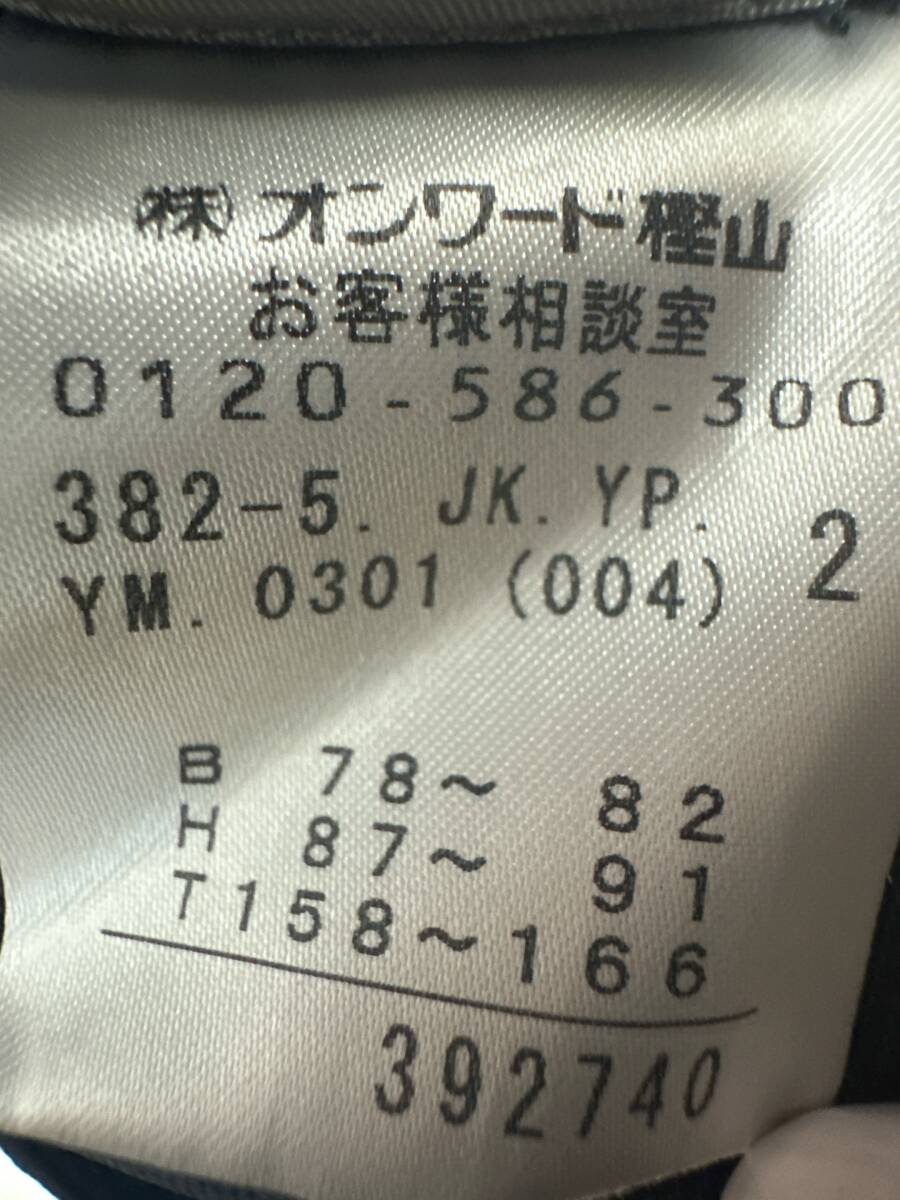 ㈱オンワード樫山
お客様相談室
0120-586-300
382-5. JK. YP.
YM. 0301 (004) 2
B 78～ 82
H 87～ 91
T158～166
392740